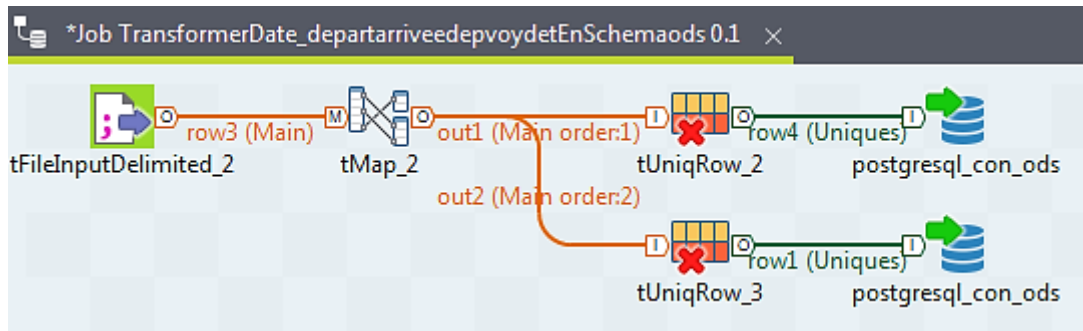 *Job TransformerDate_departarriveedepvoydetEnSchemaods 0.1
row3 (Main)
out1 (Main order:1)
row4 (Uniques)
tFileInputDelimited_2
tMap_2
tUniqRow_2
postgresql_con_ods
out2 (Main order:2)
row1 (Uniques)
tUniqRow_3
postgresql_con_ods